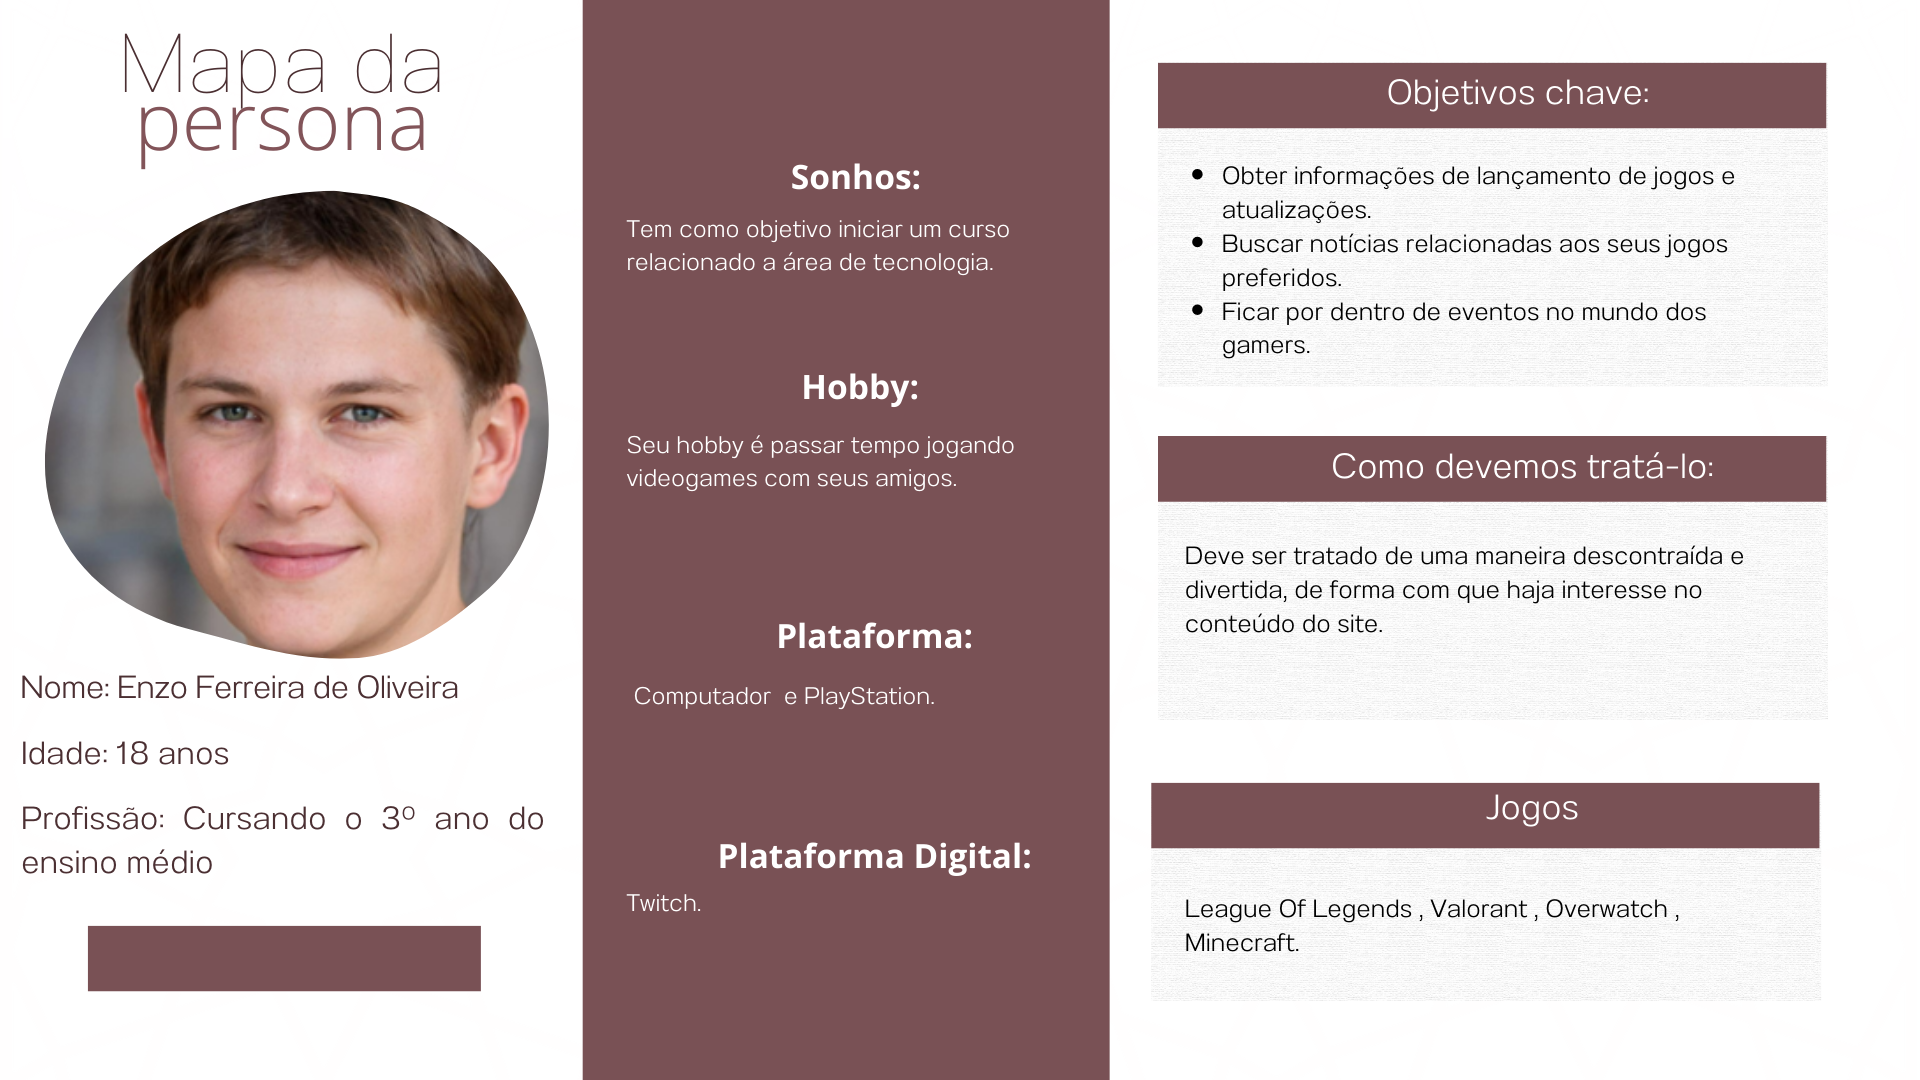 Mapa da
persona
Nome: Enzo Ferreira de Oliveira
Idade: 18 anos
Profissão: Cursando o 3º ano do
ensino médio
Sonhos:
Tem como objetivo iniciar um curso
relacionado a área de tecnologia.
Hobby:
Seu hobby é passar tempo jogando
videogames com seus amigos.
Plataforma:
Computador e PlayStation.
Plataforma Digital:
Twitch.
Objetivos chave:
• Obter informações de lançamento de jogos e
atualizações.
• Buscar notícias relacionadas aos seus jogos
preferidos.
• Ficar por dentro de eventos no mundo dos
gamers.
Como devemos tratá-lo:
Deve ser tratado de uma maneira descontraída e
divertida, de forma com que haja interesse no
conteúdo do site.
Jogos
League Of Legends , Valorant , Overwatch ,
Minecraft.